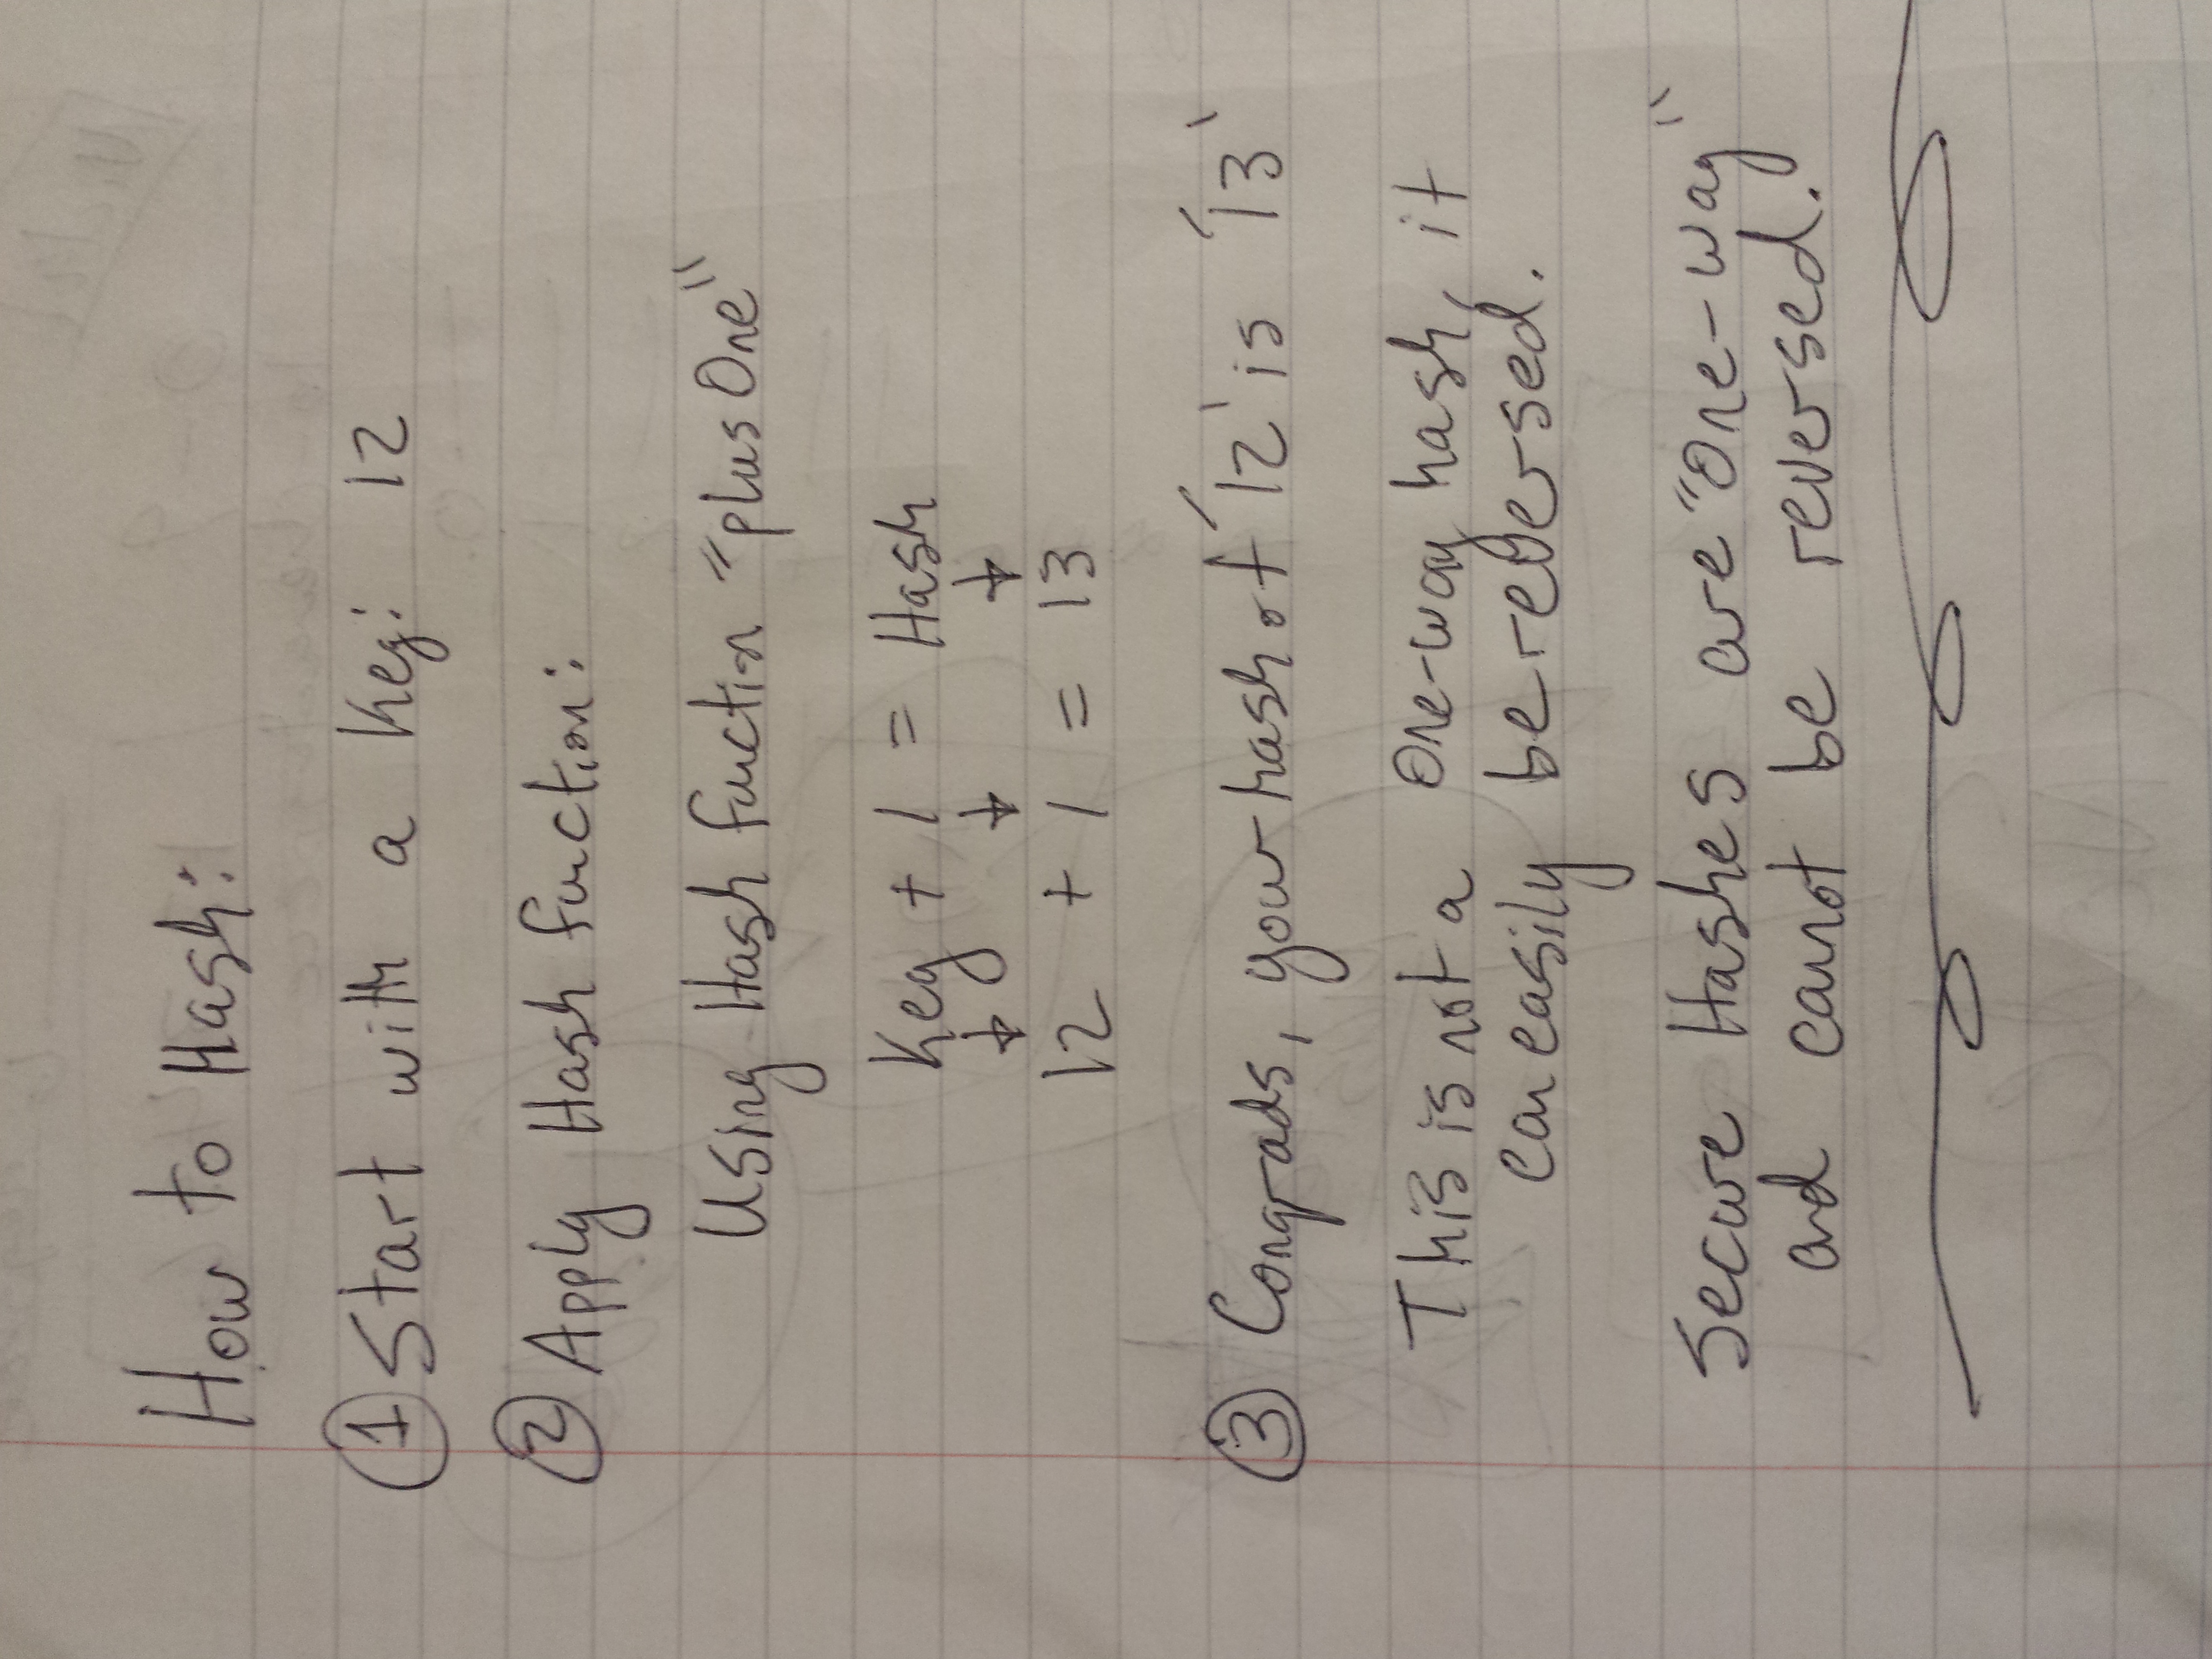 How to Hash:
1 Start with a Key: 12
2 Apply Hash function:
Using Hash function "plusOne"
Key + 1 = Hash
↓ ↓ ↓
12 + 1 = 13
3 Congrads, your hash of '12' is '13'
This is not a one-way hash, it
can easily be reversed.
Secure Hashes are "One-way"
and cannot be reversed.